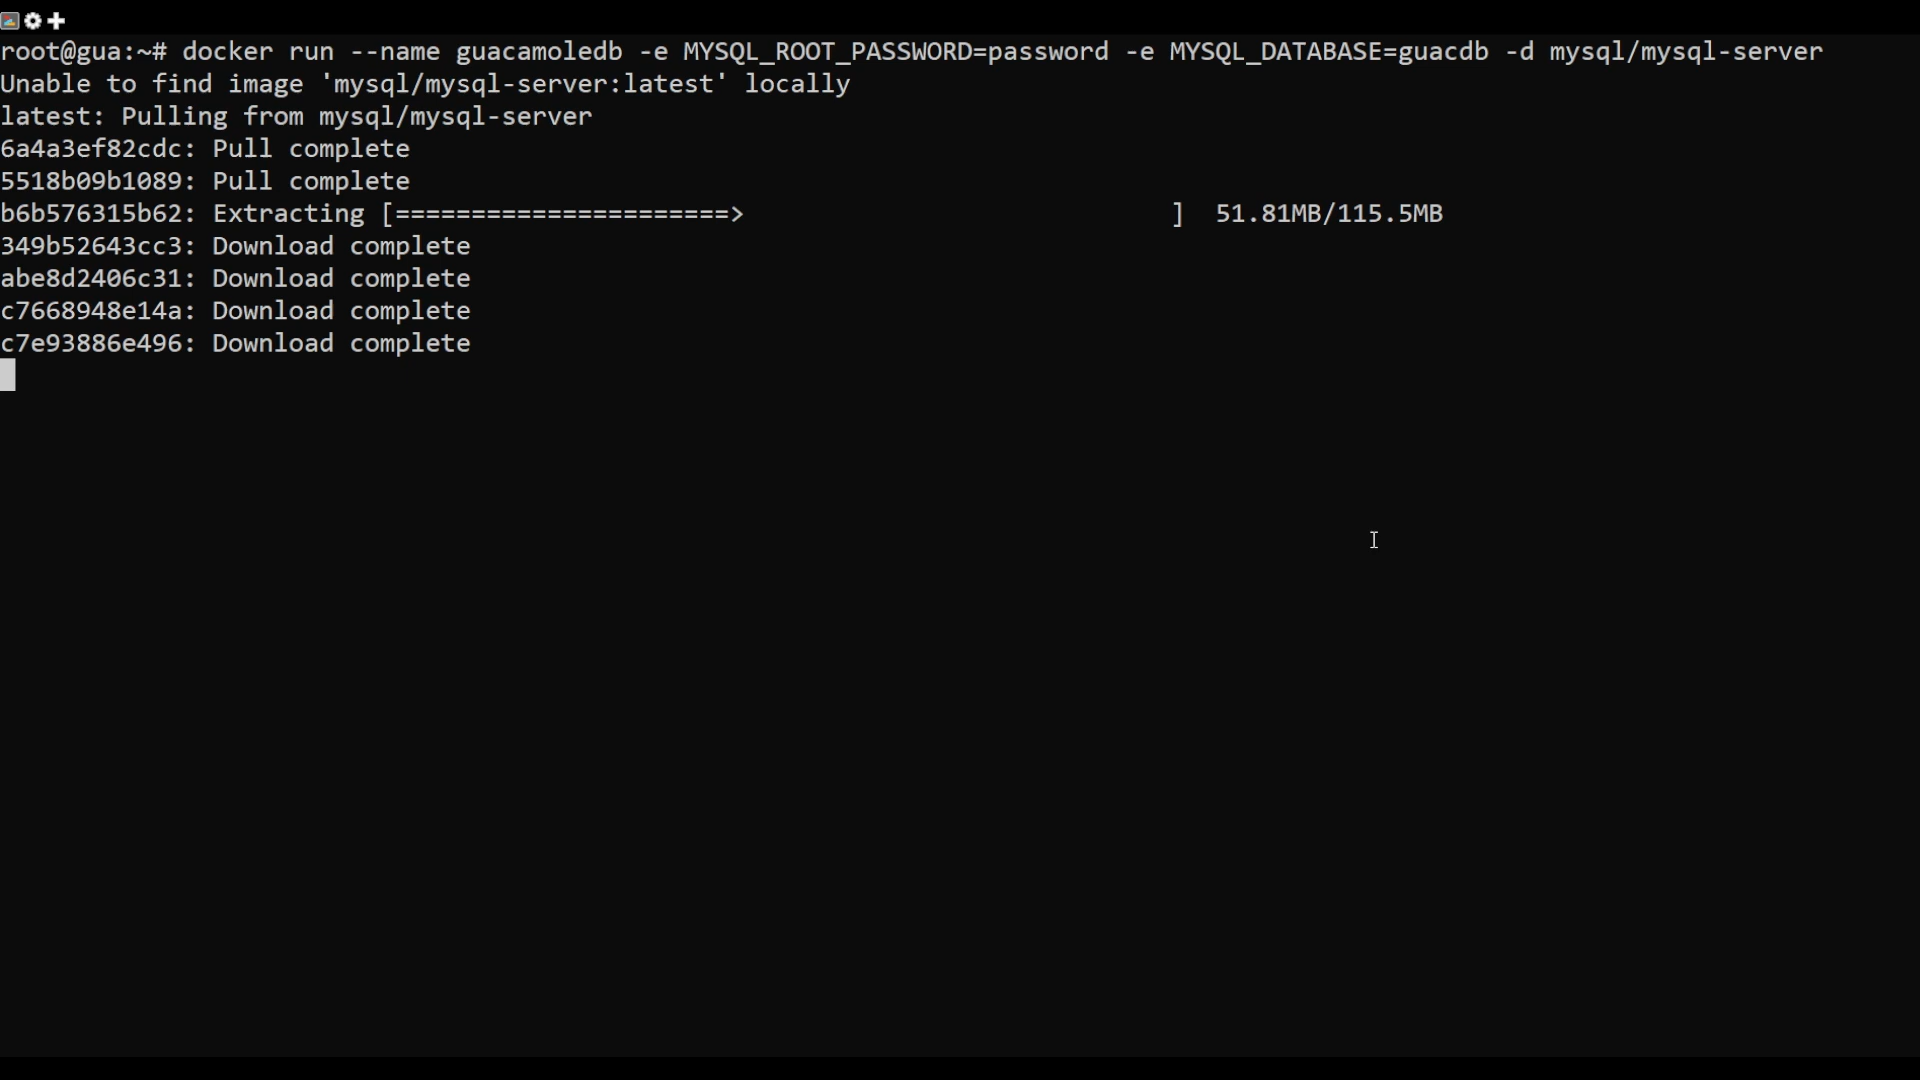 root@gua:~# docker run --name guacamoledb -e MYSQL_ROOT_PASSWORD=password -e MYSQL_DATABASE=guacdb -d mysql/mysql-server
Unable to find image 'mysql/mysql-server:latest' locally
latest: Pulling from mysql/mysql-server
6a4a3ef82cdc: Pull complete
5518b09b1089: Pull complete
b6b576315b62: Extracting [======================>                            ]  51.81MB/115.5MB
349b52643cc3: Download complete
abe8d2406c31: Download complete
c7668948e14a: Download complete
c7e93886e496: Download complete